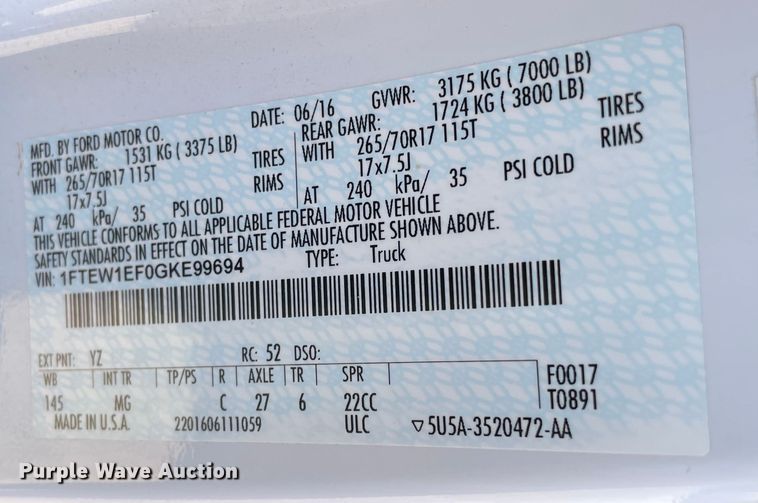 MFD. BY FORD MOTOR CO. DATE: 06/16 GVWR: 3175 KG ( 7000 LB)
FRONT GAWR: 1531 KG ( 3375 LB) REAR GAWR: 1724 KG ( 3800 LB)
WITH 265/70R17 115T TIRES WITH 265/70R17 115T TIRES
17x7.5J RIMS 17x7.5J RIMS
AT 240 kPa/ 35 PSI COLD AT 240 kPa/ 35 PSI COLD
THIS VEHICLE CONFORMS TO ALL APPLICABLE FEDERAL MOTOR VEHICLE
SAFETY STANDARDS IN EFFECT ON THE DATE OF MANUFACTURE SHOWN ABOVE.
VIN: 1FTEW1EF0GKE99694 TYPE: Truck
EXT PNT: YZ RC: 52 DSO:
WB INT TR TP/PS R AXLE TR SPR F0017
145 MG C 27 6 22CC T0891
MADE IN U.S.A. 2201606111059 ULC ▽5U5A-3520472-AA
Purple Wave Auction